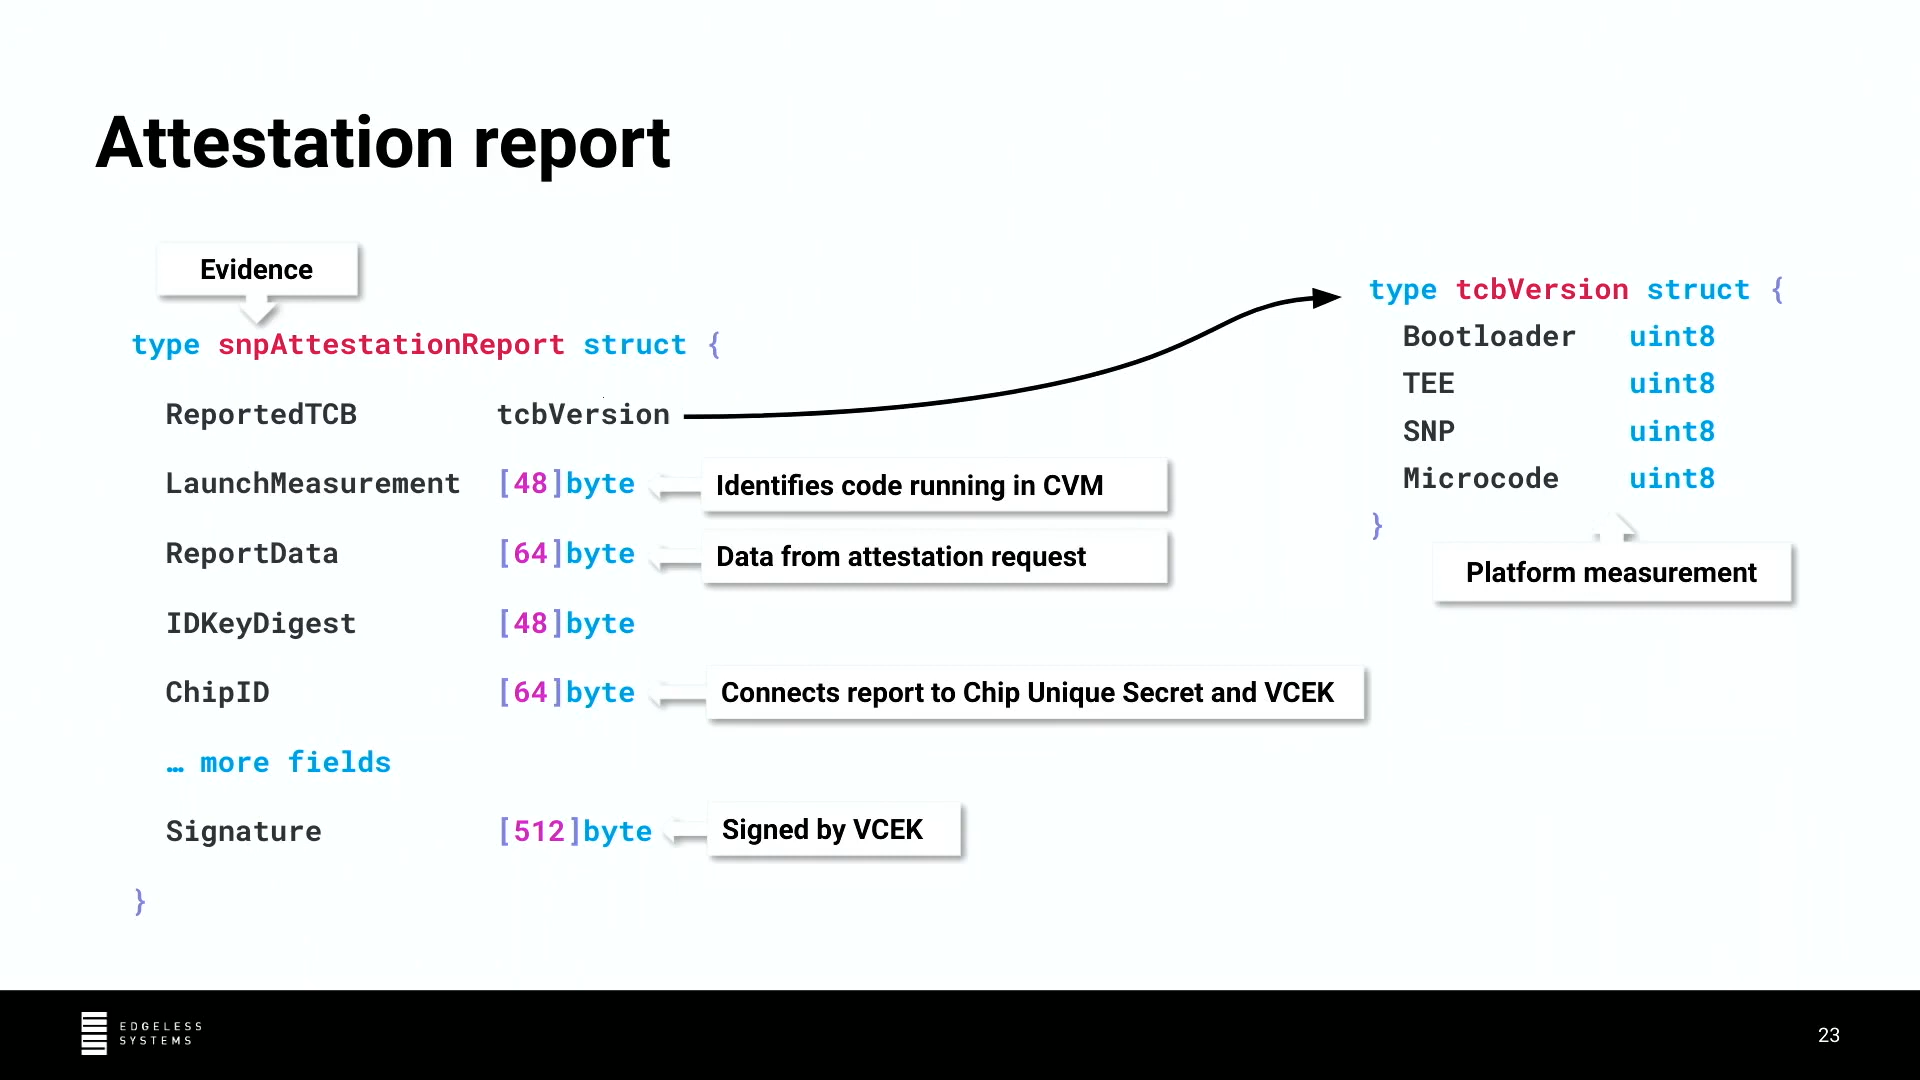 Attestation report
Evidence
type snpAttestationReport struct {
ReportedTCB tcbVersion
LaunchMeasurement [48]byte
Identifies code running in CVM
ReportData [64]byte
Data from attestation request
IDKeyDigest [48]byte
ChipID [64]byte
Connects report to Chip Unique Secret and VCEK
… more fields
Signature [512]byte
Signed by VCEK
}
type tcbVersion struct {
Bootloader uint8
TEE uint8
SNP uint8
Microcode uint8
}
Platform measurement
EDGELESS
SYSTEMS
23